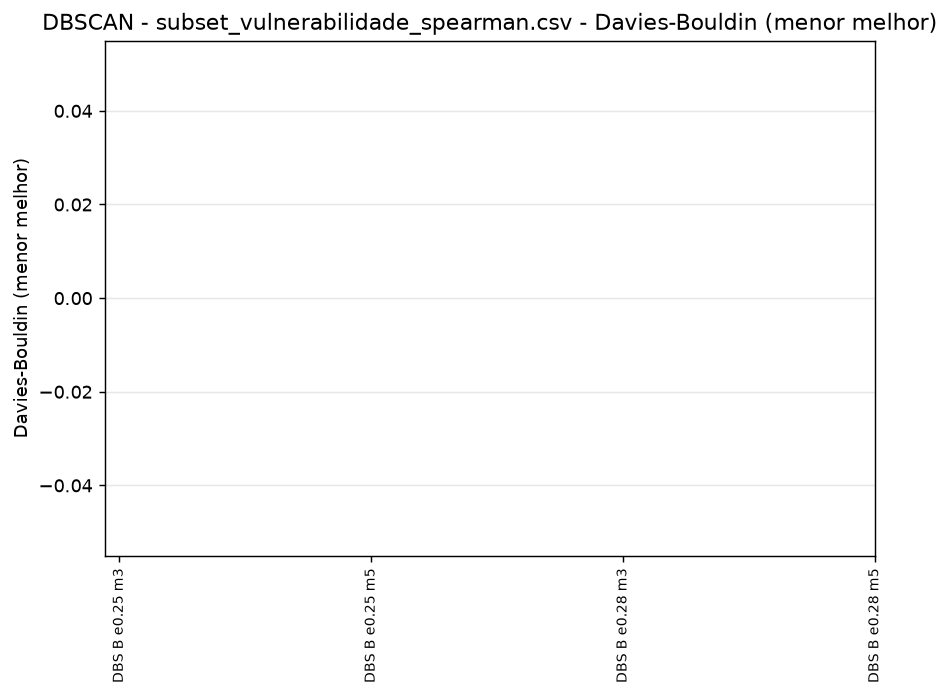 DBSCAN - subset_vulnerabilidade_spearman.csv - Davies-Bouldin (menor melhor)
Davies-Bouldin (menor melhor)
0.04
0.02
0.00
−0.02
−0.04
DBS B e0.25 m3
DBS B e0.25 m5
DBS B e0.28 m3
DBS B e0.28 m5